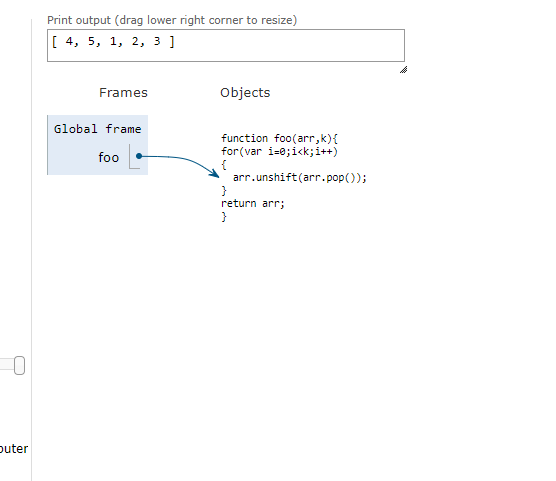 Print output (drag lower right corner to resize)
[ 4, 5, 1, 2, 3 ]
Frames
Objects
Global frame
foo
function foo(arr,k){
for(var i=0;i<k;i++)
{
arr.unshift(arr.pop());
}
return arr;
}